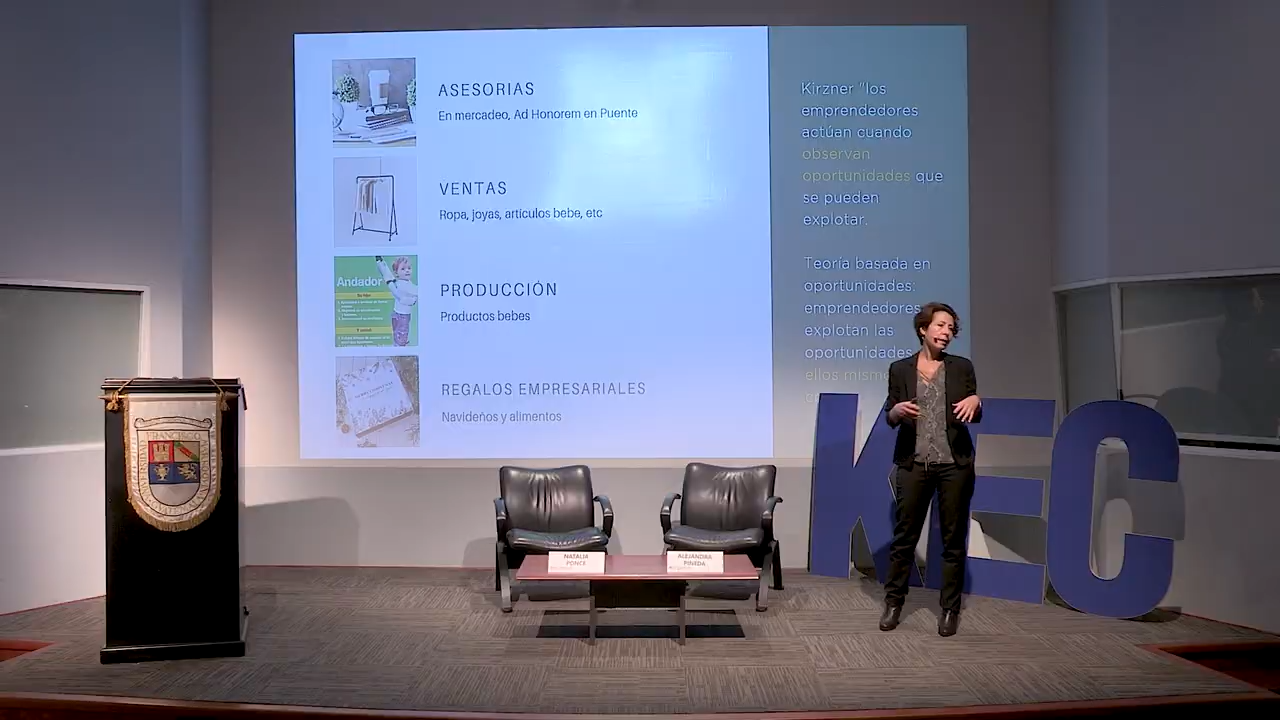 ASESORIAS
En mercadeo, Ad Honorem en Puente
VENTAS
Ropa, joyas, artículos bebe, etc
Andador
PRODUCCIÓN
Productos bebes
REGALOS EMPRESARIALES
Navideños y alimentos
Kirzner "los
emprendedores
actúan cuando
observan
oportunidades que
se pueden
explotar.
Teoría basada en
oportunidades:
emprendedores
explotan las
oportunidades
ellos
KEC
FRANCISCO
NATALIA
PONCE
ALEJANDRA
PINEDA